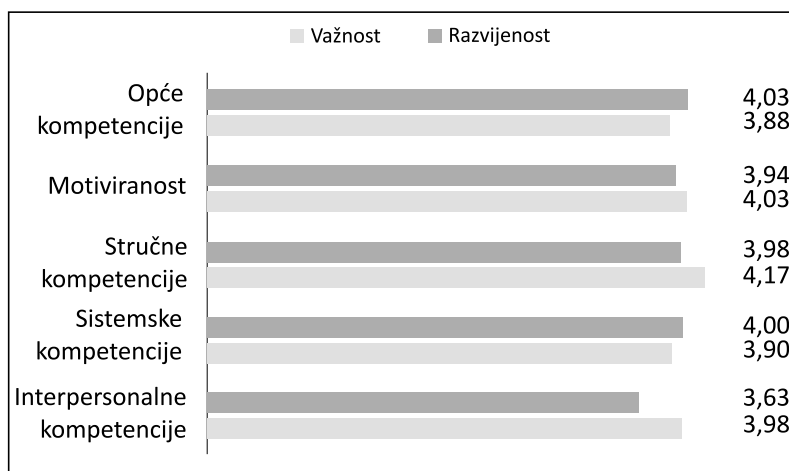 Važnost Razvijenost
Opće
kompetencije
4,03
3,88
Motiviranost
3,94
4,03
Stručne
kompetencije
3,98
4,17
Sistemske
kompetencije
4,00
3,90
Interpersonalne
kompetencije
3,63
3,98